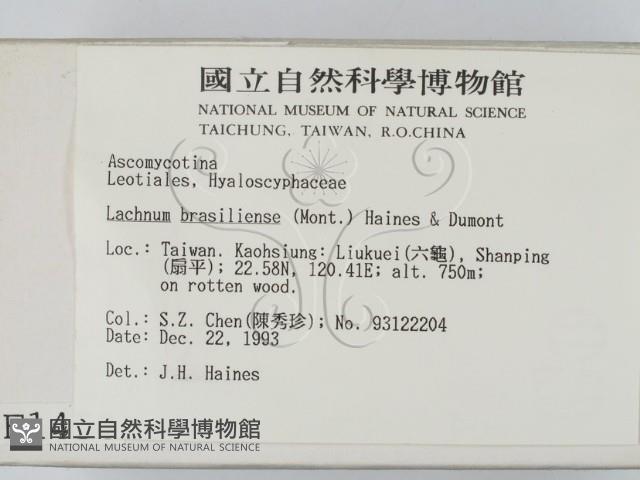 國立自然科學博物館
NATIONAL MUSEUM OF NATURAL SCIENCE
TAICHUNG, TAIWAN, R.O.CHINA
Ascomycotina
Leotiales, Hyaloscyphaceae
Lachnum brasiliense (Mont.) Haines & Dumont
Loc.: Taiwan. Kaohsiung: Liukuei(六龜), Shanping
(扇平); 22.58N, 120.41E; alt. 750m;
on rotten wood.
Col.: S.Z. Chen(陳秀珍); No. 93122204
Date: Dec. 22, 1993
Det.: J.H. Haines
國立自然科學博物館
NATIONAL MUSEUM OF NATURAL SCIENCE